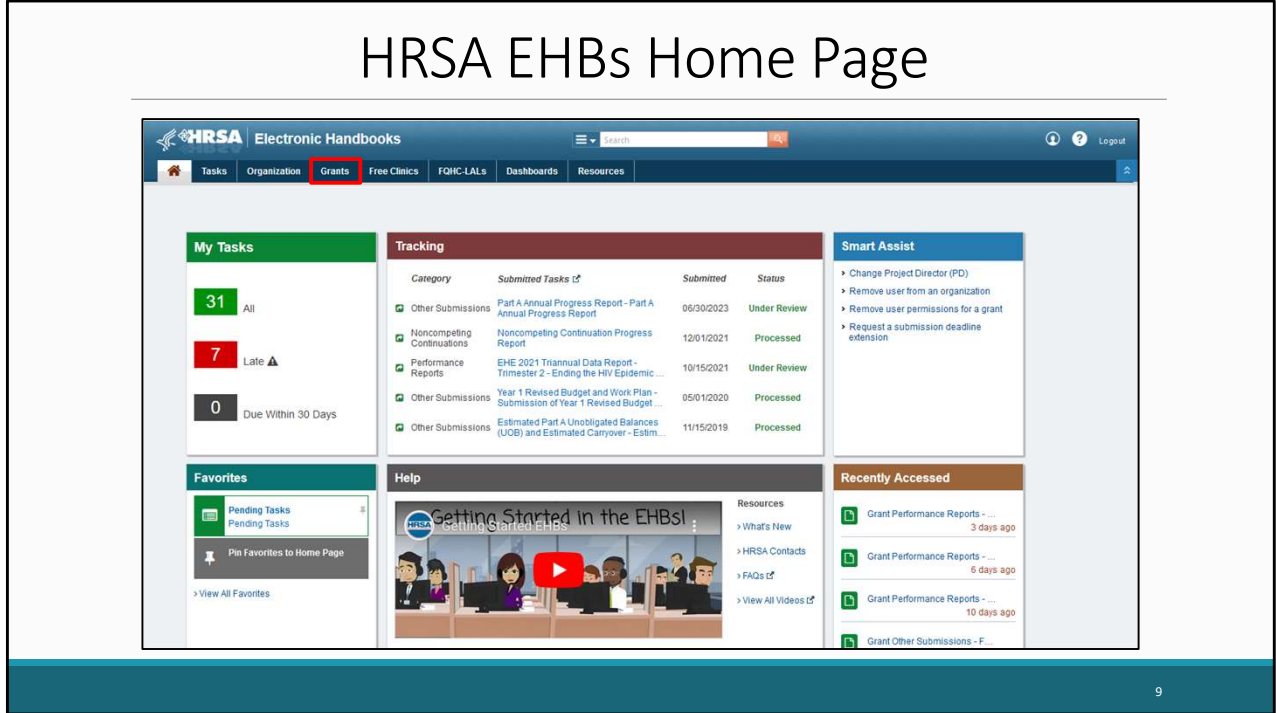 HRSA EHBs Home Page
HRSA Electronic Handbooks
Search
Logout
Tasks Organization Grants Free Clinics FQHC-LALs Dashboards Resources
My Tasks
31 All
7 Late
0 Due Within 30 Days
Tracking
Category Submitted Tasks Submitted Status
Other Submissions Part A Annual Progress Report - Part A
Annual Progress Report 06/30/2023 Under Review
Noncompeting
Continuations Noncompeting Continuation Progress
Report 12/01/2021 Processed
Performance
Reports EHE 2021 Triannual Data Report -
Trimester 2 - Ending the HIV Epidemic ... 10/15/2021 Under Review
Other Submissions Year 1 Revised Budget and Work Plan -
Submission of Year 1 Revised Budget ... 05/01/2020 Processed
Other Submissions Estimated Part A Unobligated Balances
(UOB) and Estimated Carryover - Estim... 11/15/2019 Processed
Smart Assist
Change Project Director (PD)
Remove user from an organization
Remove user permissions for a grant
Request a submission deadline
extension
Favorites
Pending Tasks
Pending Tasks
Pin Favorites to Home Page
View All Favorites
Help
Getting Started in the EHBs!
HRSA Getting Started EHBs
Resources
What's New
HRSA Contacts
FAQs
View All Videos
Recently Accessed
Grant Performance Reports - ...
3 days ago
Grant Performance Reports - ...
6 days ago
Grant Performance Reports - ...
10 days ago
Grant Other Submissions - F...
9